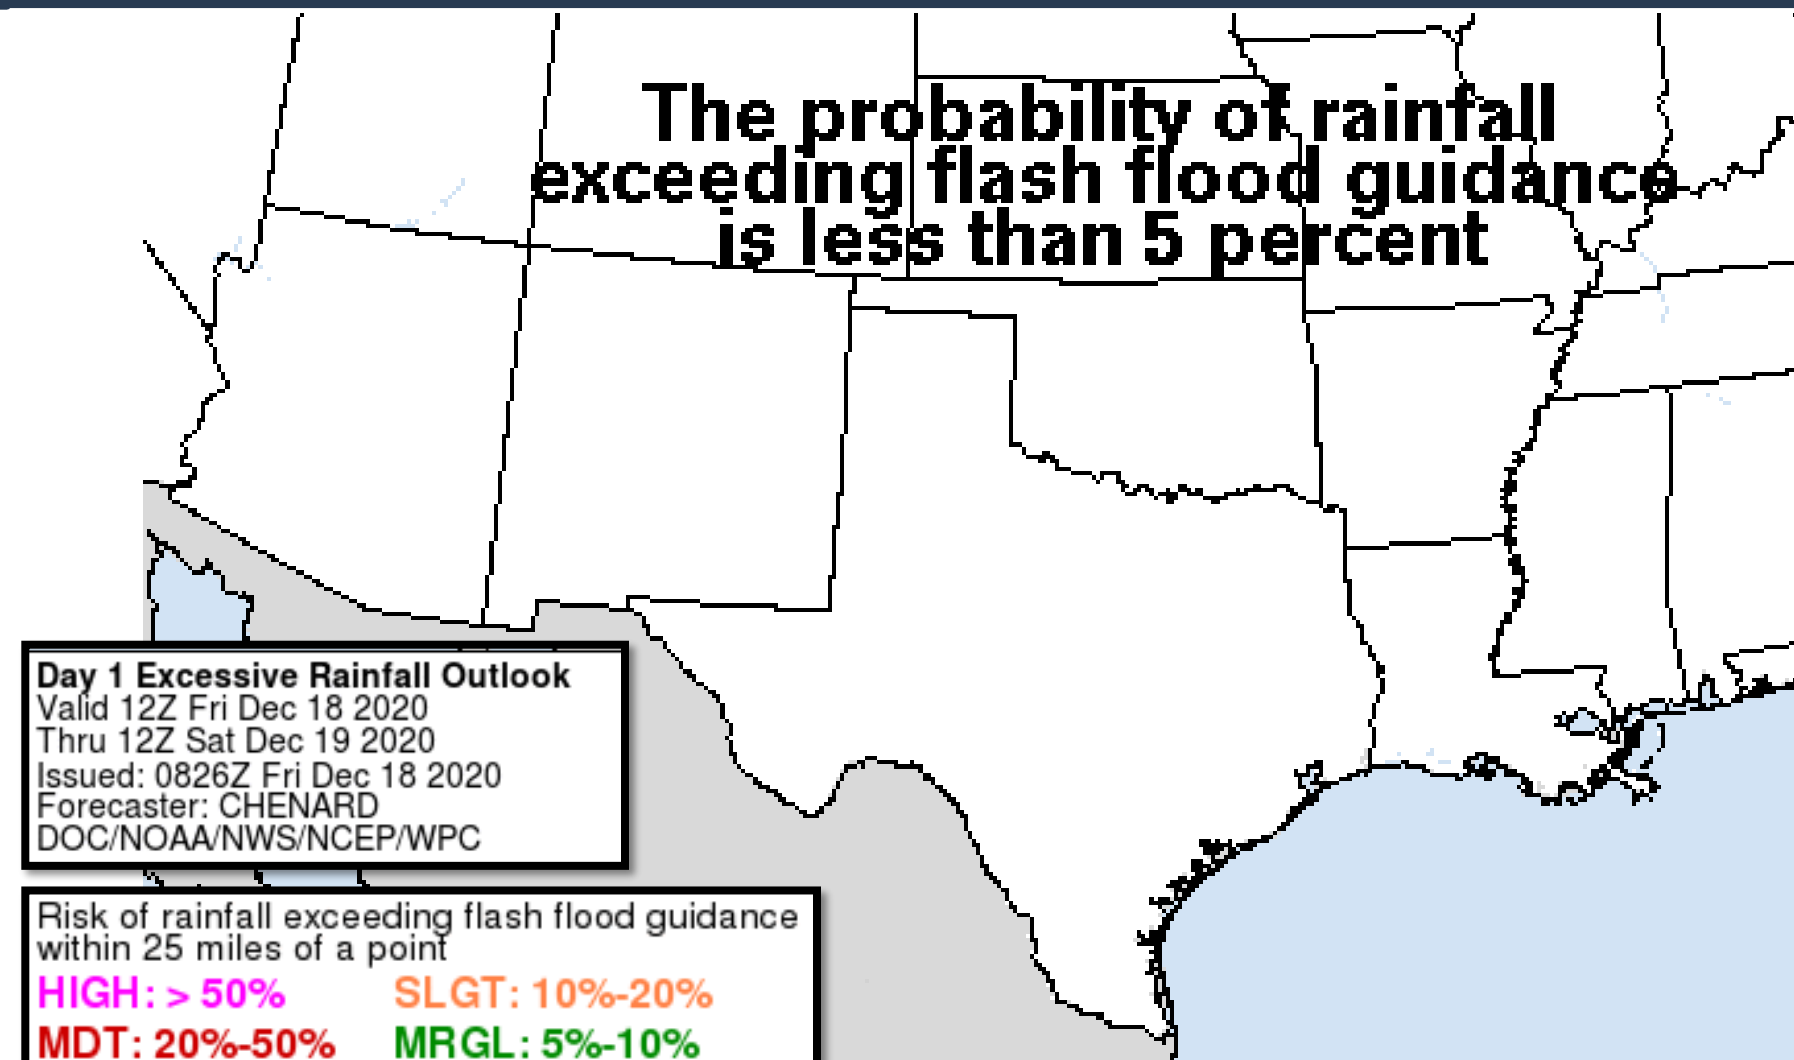 The probability of rainfall
exceeding flash flood guidance
is less than 5 percent
Day 1 Excessive Rainfall Outlook
Valid 12Z Fri Dec 18 2020
Thru 12Z Sat Dec 19 2020
Issued: 0826Z Fri Dec 18 2020
Forecaster: CHENARD
DOC/NOAA/NWS/NCEP/WPC
Risk of rainfall exceeding flash flood guidance
within 25 miles of a point
HIGH: > 50% SLGT: 10%-20%
MDT: 20%-50% MRGL: 5%-10%